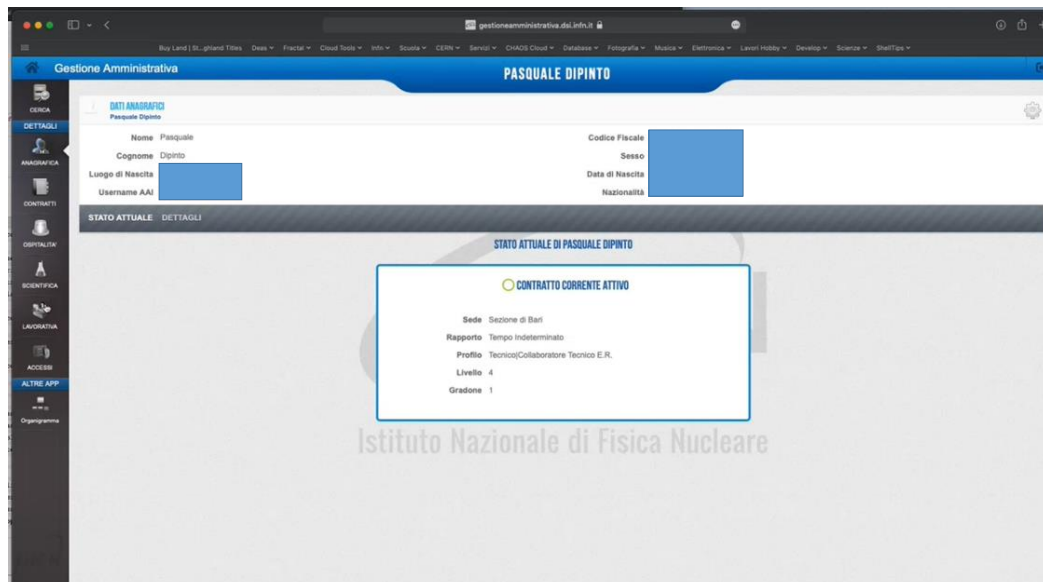 gestioneamministrativa.dsi.infn.it
Buy Land | St...ghland Titles Deas Fractal Cloud Tools Infn Scuola CERN Servizi CHAOS Cloud Database Fotografia Musica Elettronica Lavori Hobby Develop Scienze ShellTips
Gestione Amministrativa
PASQUALE DIPINTO
CERCA
DETTAGLI
ANAGRAFICA
CONTRATTI
OSPITALITA'
SCIENTIFICA
LAVORATIVA
ACCESSI
ALTRE APP
Organigramma
DATI ANAGRAFICI
Pasquale Dipinto
Nome Pasquale
Cognome Dipinto
Luogo di Nascita
Username AAI
Codice Fiscale
Sesso
Data di Nascita
Nazionalità
STATO ATTUALE DETTAGLI
STATO ATTUALE DI PASQUALE DIPINTO
CONTRATTO CORRENTE ATTIVO
Sede Sezione di Bari
Rapporto Tempo Indeterminato
Profilo Tecnico|Collaboratore Tecnico E.R.
Livello 4
Gradone 1
Istituto Nazionale di Fisica Nucleare